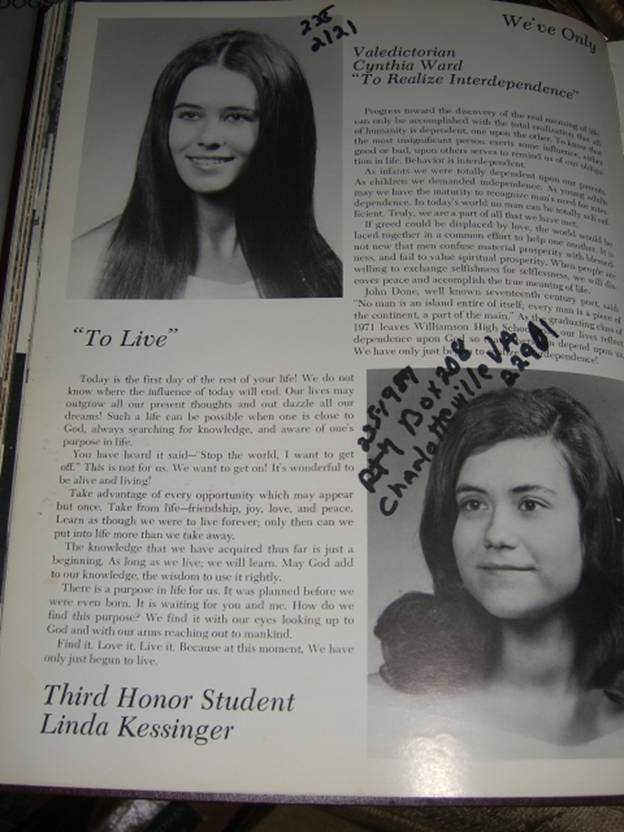 DOGS
We've Only
235
2121
Valedictorian
Cynthia Ward
"To Realize Interdependence"
Progress toward the discovery of the real meaning of life
can only be accomplished with the total realization that all
of humanity is dependent, one upon the other. To know that
the most insignificant person exerts some influence, either
good or bad, upon others serves to remind us of our obliga-
tion in life. Behavior is interdependent.
As infants we were totally dependent upon our parents.
As children we demanded independence. As young adults
may we have the maturity to recognize man's need for inter-
dependence. In today's world no man can be totally self-suf-
ficient. Truly, we are a part of all that we have met.
If greed could be displaced by love, the world would be
laced together in a common effort to help one another. It is
not new that men confuse material prosperity with blessed-
ness, and fail to value spiritual prosperity. When people are
willing to exchange selfishness for selflessness, we will dis-
cover peace and accomplish the true meaning of life.
John Done, well known seventeenth century poet, said,
"No man is an island entire of itself; every man is a piece of
the continent, a part of the main." As the graduating class of
1971 leaves Williamson High School our lives reflect
dependence upon God so depend upon us.
We have only just to interdependence!
"To Live"
Today is the first day of the rest of your life! We do not
know where the influence of today will end. Our lives may
outgrow all our present thoughts and out dazzle all our
dreams! Such a life can be possible when one is close to
God, always searching for knowledge, and aware of one's
purpose in life.
You have heard it said—"Stop the world, I want to get
off." This is not for us. We want to get on! It's wonderful to
be alive and living!
Take advantage of every opportunity which may appear
but once. Take from life—friendship, joy, love, and peace.
Learn as though we were to live forever; only then can we
put into life more than we take away.
The knowledge that we have acquired thus far is just a
beginning. As long as we live; we will learn. May God add
to our knowledge, the wisdom to use it rightly.
There is a purpose in life for us. It was planned before we
were even born. It is waiting for you and me. How do we
find this purpose? We find it with our eyes looking up to
God and with our arms reaching out to mankind.
Find it. Love it. Live it. Because at this moment, We have
only just begun to live.
Third Honor Student
Linda Kessinger
Box 208
Charlotteville VA
22901